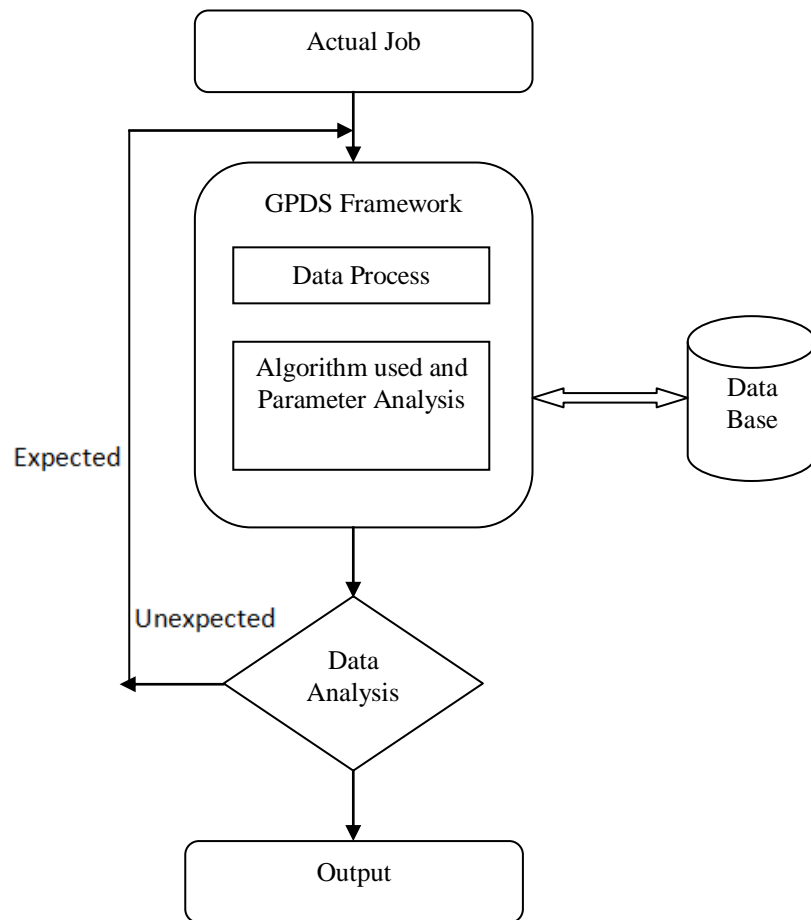 Actual Job
GPDS Framework
Data Process
Algorithm used and
Parameter Analysis
Data
Base
Expected
Unexpected
Data
Analysis
Output